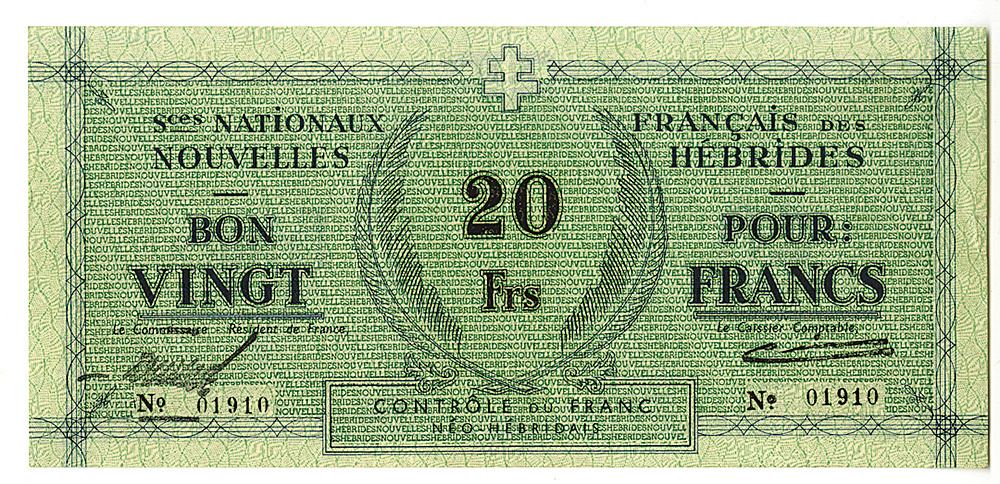 Sces NATIONAUX FRANÇAIS DES
NOUVELLES HÉBRIDES
20
Frs
BON POUR:
VINGT FRANCS
Le Commissaire Résident de France
Le Caissier Comptable,
Nº 01910
Nº 01910
CONTRÔLE DU FRANC
NÉO-HÉBRIDAIS